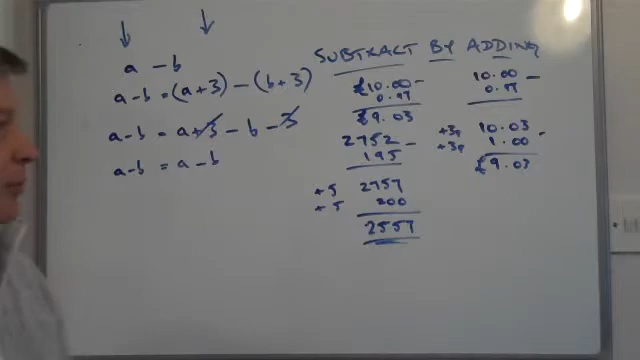 a - b
a - b = (a + 3) - (b + 3)
a - b = a + 3 - b - 3
a - b = a - b
SUBTRACT BY ADDING
£10.00 -
0.97
£9.03
2752 -
195
+5 2757
+5 200
2557
10.00 -
0.97
+3p 10.03 -
+3p 1.00
£9.03